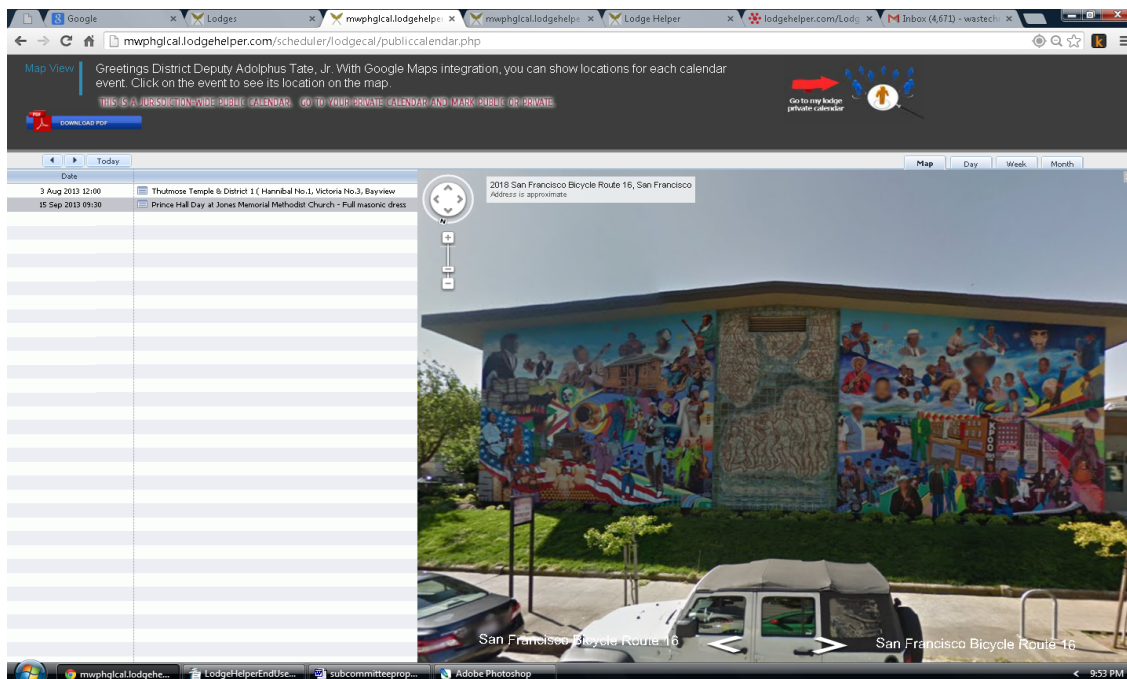 Google
Lodges
mwphglcal.lodgehelper
mwphglcal.lodgehelpe
Lodge Helper
lodgehelper.com/Lodg
Inbox (4,671) - wastech
mwphglcal.lodgehelper.com/scheduler/lodgecal/publiccalendar.php
Map View
Greetings District Deputy Adolphus Tate, Jr. With Google Maps integration, you can show locations for each calendar
event. Click on the event to see its location on the map.
THIS IS A JURISDICTION-WIDE PUBLIC CALENDAR. GO TO YOUR PRIVATE CALENDAR AND MARK PUBLIC OR PRIVATE.
Go to my lodge
private calendar
PDF
DOWNLOAD PDF
Today
Map Day Week Month
Date
3 Aug 2013 12:00 Thutmose Temple & District 1 ( Hannibal No.1, Victoria No.3, Bayview
15 Sep 2013 09:30 Prince Hall Day at Jones Memorial Methodist Church - Full masonic dress
2018 San Francisco Bicycle Route 16, San Francisco
Address is approximate
N
KPOO
San Francisco Bicycle Route 16
San Francisco Bicycle Route 16
mwphglcal.lodgehe...
LodgeHelperEndUse...
subcommitteeprop...
Adobe Photoshop
9:53 PM